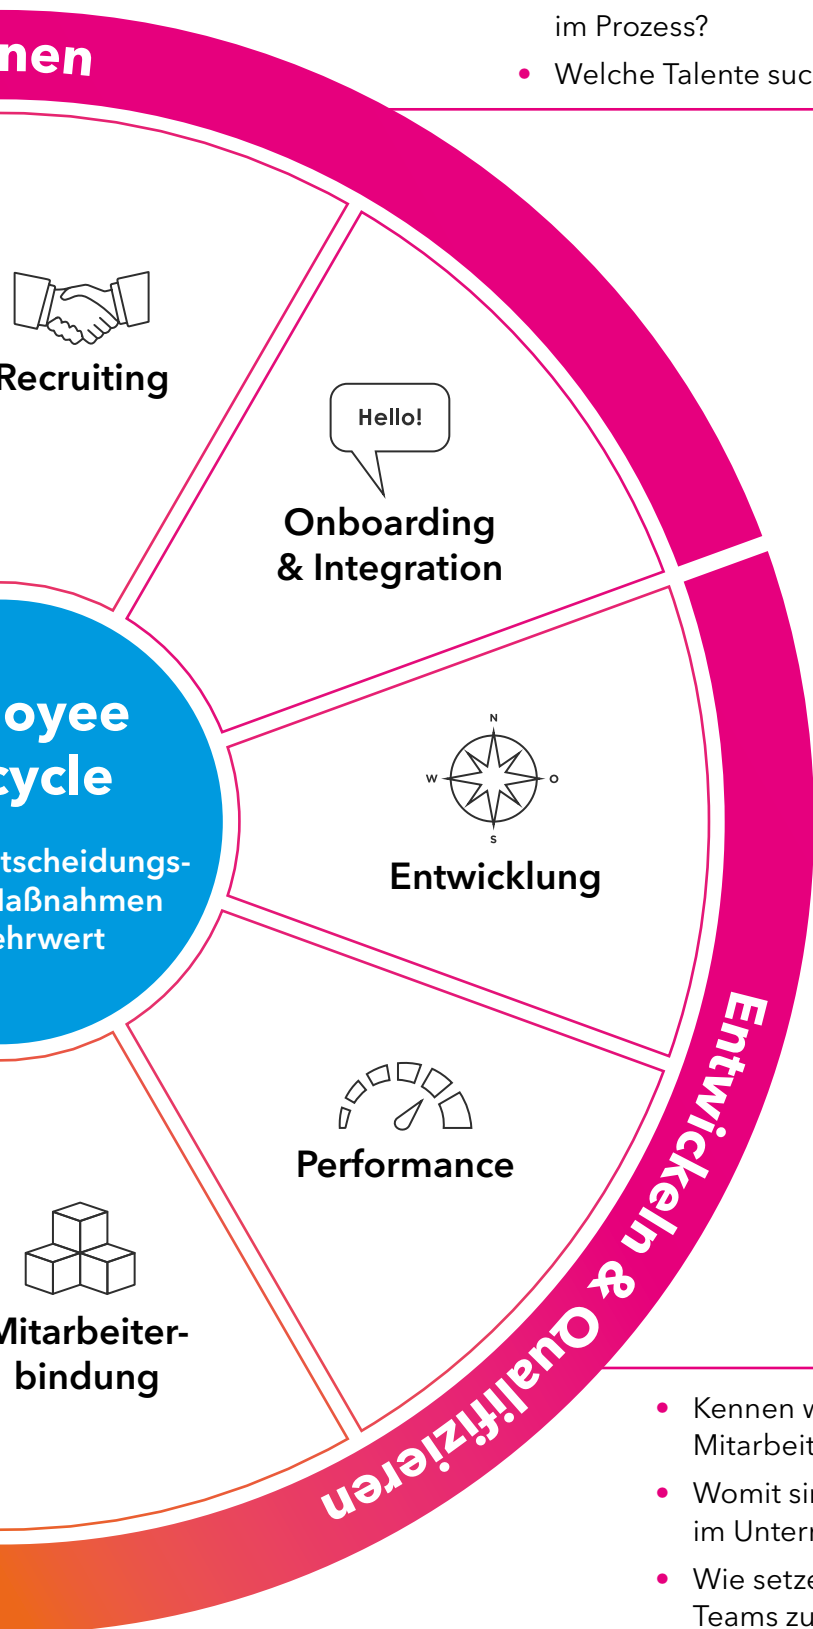 im Prozess?
• Welche Talente suc
nen
Recruiting
Hello!
Onboarding
& Integration
oyee
cycle
tscheidungs-
Maßnahmen
ehrwert
N
W O
S
Entwicklung
Performance
Mitarbeiter-
bindung
Entwickeln & Qualifizieren
• Kennen w
Mitarbeit
• Womit sin
im Untern
• Wie setze
Teams zu